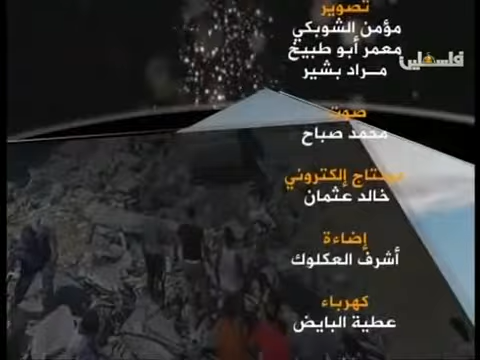 تصوير
مؤمن الشوبكي
معمر أبو طبيخ
مراد بشير
فلسطين
صوت
محمد صباح
مونتاج إلكتروني
خالد عثمان
إضاءة
أشرف العكلوك
كهرباء
عطية البايض